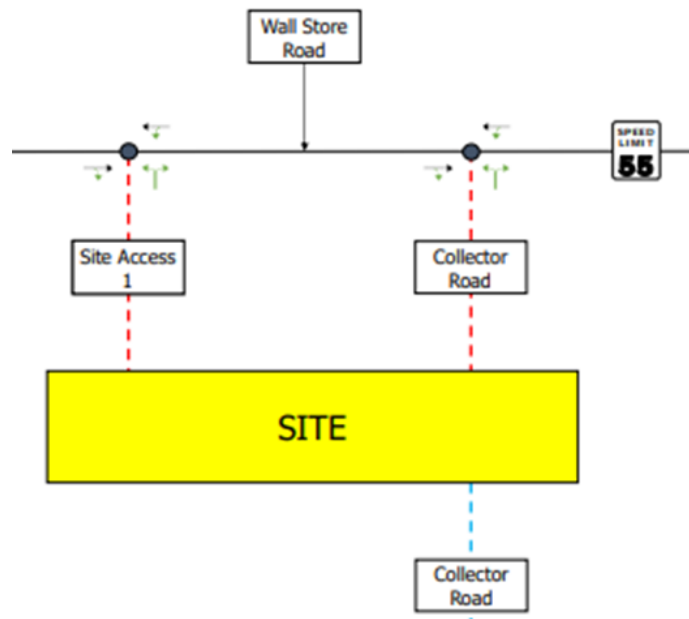 Wall Store
Road
SPEED
LIMIT
55
Site Access
1
Collector
Road
SITE
Collector
Road